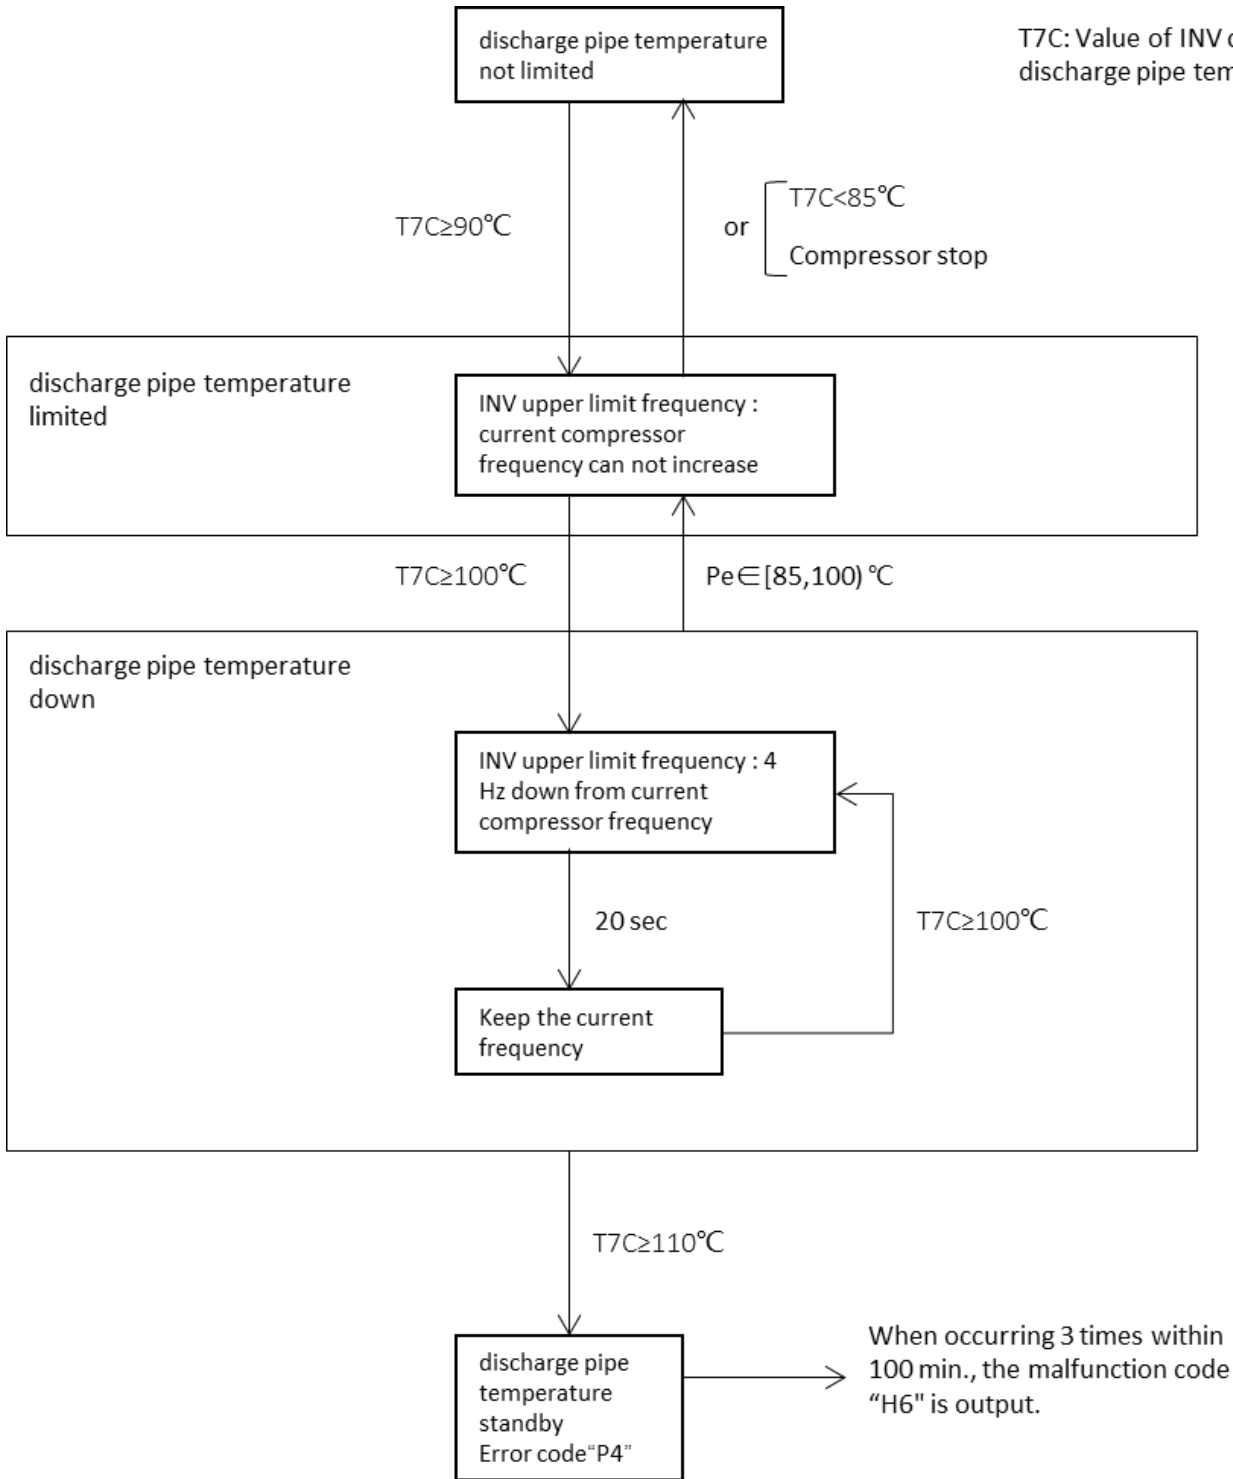 discharge pipe temperature
not limited
T7C: Value of INV
discharge pipe
T7C≥90℃
or
T7C<85℃
Compressor stop
discharge pipe temperature
limited
INV upper limit frequency :
current compressor
frequency can not increase
T7C≥100℃
Pe∈[85,100) ℃
discharge pipe temperature
down
INV upper limit frequency : 4
Hz down from current
compressor frequency
20 sec
T7C≥100℃
Keep the current
frequency
T7C≥110℃
discharge pipe
temperature
standby
Error code“P4”
When occurring 3 times within
100 min., the malfunction code
“H6" is output.